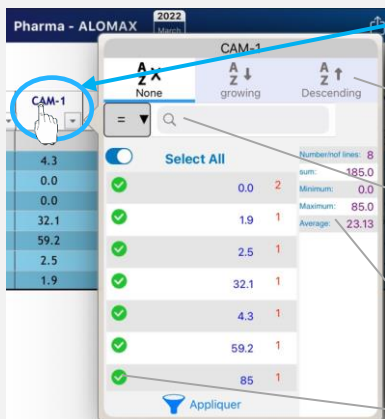 Pharma - ALOMAX
2022
March
CAM-1
CAM-1
A Z X
None
A Z ↓
growing
A Z ↑
Descending
= ▼
Select All
Number/nof lines: 8
sum: 185.0
Minimum: 0.0
Maximum: 85.0
Average: 23.13
0.0 2
1.9 1
2.5 1
32.1 1
4.3 1
59.2 1
85 1
Appliquer
4.3
0.0
0.0
32.1
59.2
2.5
1.9